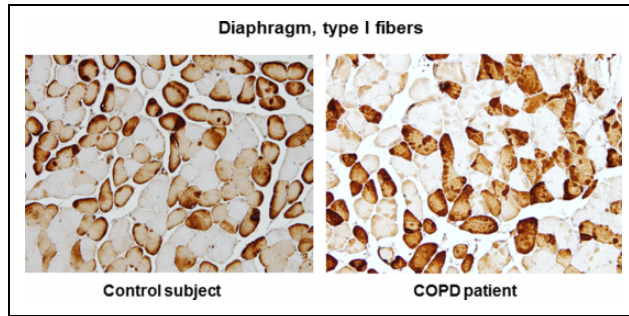 Diaphragm, type I fibers
Control subject
COPD patient